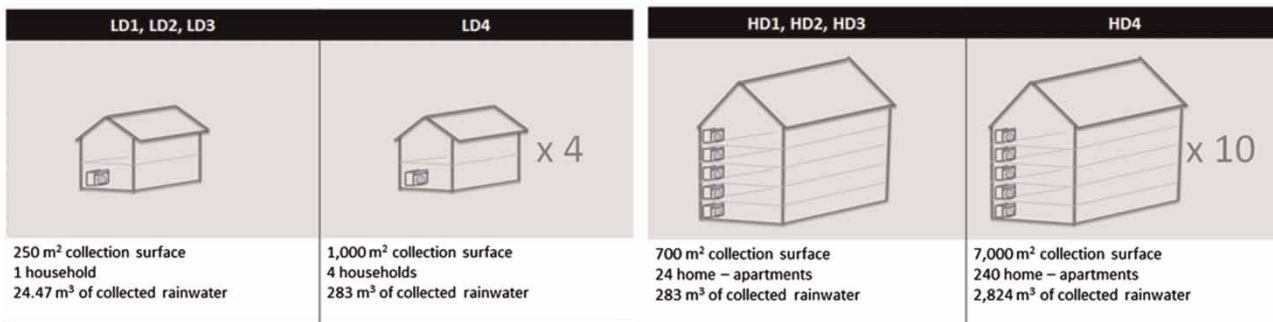 LD1, LD2, LD3
LD4
x 4
250 m² collection surface
1 household
24.47 m³ of collected rainwater
1,000 m² collection surface
4 households
283 m³ of collected rainwater
HD1, HD2, HD3
HD4
x 10
700 m² collection surface
24 home – apartments
283 m³ of collected rainwater
7,000 m² collection surface
240 home – apartments
2,824 m³ of collected rainwater